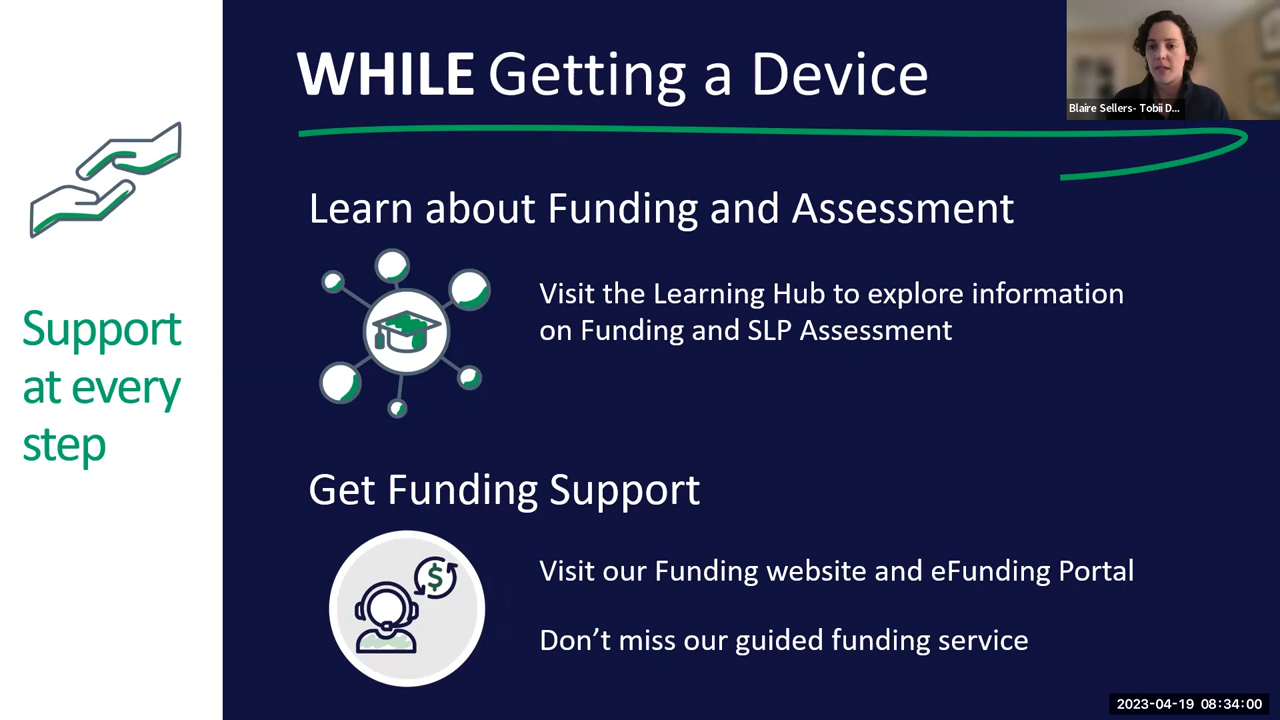 WHILE Getting a Device
Blaire Sellers- Tobii D...
Learn about Funding and Assessment
Visit the Learning Hub to explore information
on Funding and SLP Assessment
Support
at every
step
Get Funding Support
$
Visit our Funding website and eFunding Portal
Don’t miss our guided funding service
2023-04-19 08:34:00